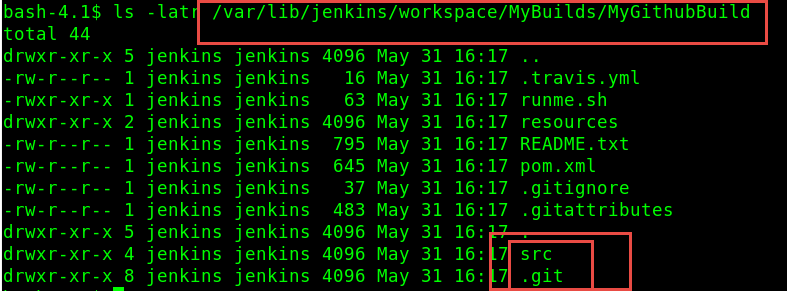 bash-4.1$ ls -latr /var/lib/jenkins/workspace/MyBuilds/MyGithubBuild
total 44
drwxr-xr-x 5 jenkins jenkins 4096 May 31 16:17 ..
-rw-r--r-- 1 jenkins jenkins   16 May 31 16:17 .travis.yml
-rwxr-xr-x 1 jenkins jenkins   63 May 31 16:17 runme.sh
drwxr-xr-x 2 jenkins jenkins 4096 May 31 16:17 resources
-rw-r--r-- 1 jenkins jenkins  795 May 31 16:17 README.txt
-rw-r--r-- 1 jenkins jenkins  645 May 31 16:17 pom.xml
-rw-r--r-- 1 jenkins jenkins   37 May 31 16:17 .gitignore
-rw-r--r-- 1 jenkins jenkins  483 May 31 16:17 .gitattributes
drwxr-xr-x 5 jenkins jenkins 4096 May 31 16:17 .
drwxr-xr-x 4 jenkins jenkins 4096 May 31 16:17 src
drwxr-xr-x 8 jenkins jenkins 4096 May 31 16:17 .git